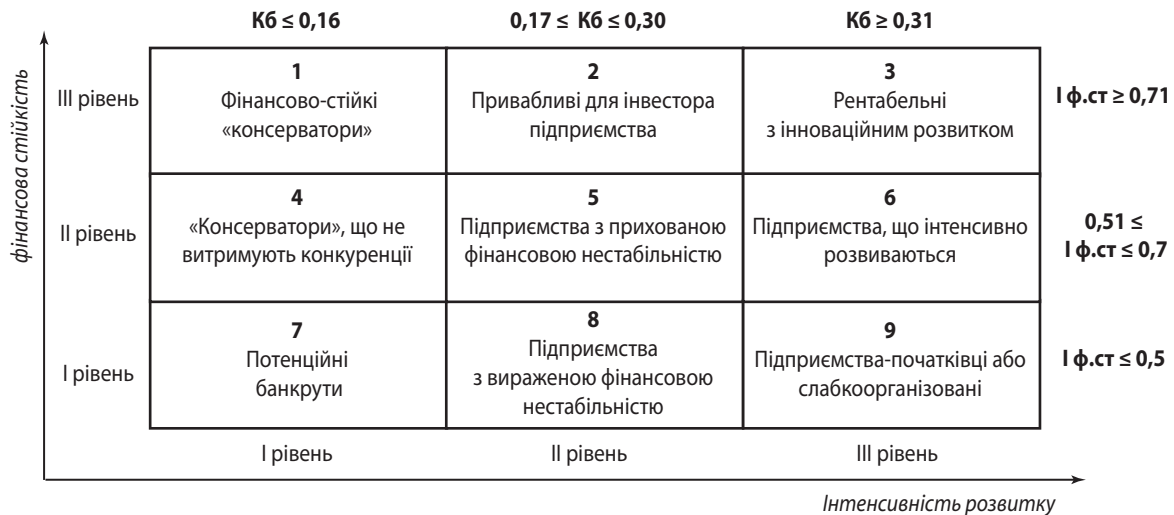 Кб ≤ 0,16
0,17 ≤ Кб ≤ 0,30
Кб ≥ 0,31
фінансова стійкість
III рівень
1
Фінансово-стійкі
«консерватори»
2
Привабливі для інвестора
підприємства
3
Рентабельні
з інноваційним розвитком
І ф.ст ≥ 0,71
II рівень
4
«Консерватори», що не
витримують конкуренції
5
Підприємства з прихованою
фінансовою нестабільністю
6
Підприємства, що інтенсивно
розвиваються
0,51 ≤
І ф.ст ≤ 0,7
I рівень
7
Потенційні
банкрути
8
Підприємства
з вираженою фінансовою
нестабільністю
9
Підприємства-початківці або
слабкоорганізовані
І ф.ст ≤ 0,5
I рівень
II рівень
III рівень
Інтенсивність розвитку